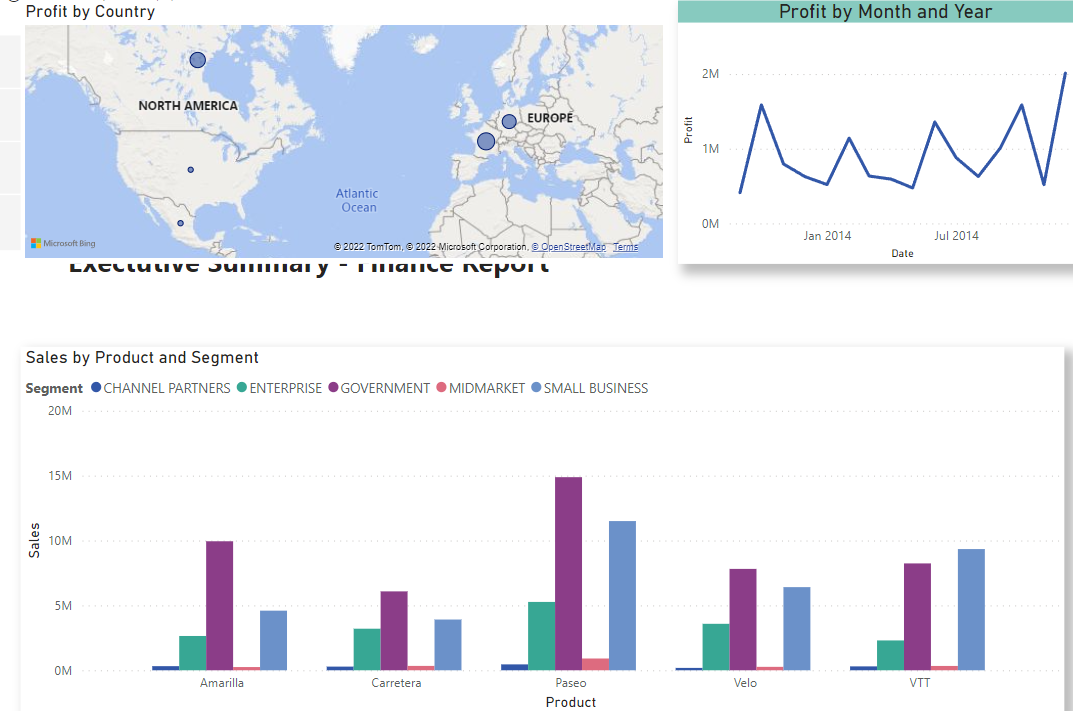 Profit by Country
NORTH AMERICA
EUROPE
Atlantic
Ocean
Microsoft Bing
© 2022 TomTom, © 2022 Microsoft Corporation, © OpenStreetMap Terms
Profit by Month and Year
2M
1M
0M
Profit
Jan 2014
Jul 2014
Date
Exectutive Summary - Finance Report
Sales by Product and Segment
Segment CHANNEL PARTNERS ENTERPRISE GOVERNMENT MIDMARKET SMALL BUSINESS
20M
15M
10M
5M
0M
Sales
Amarilla Carretera Paseo Velo VTT
Product